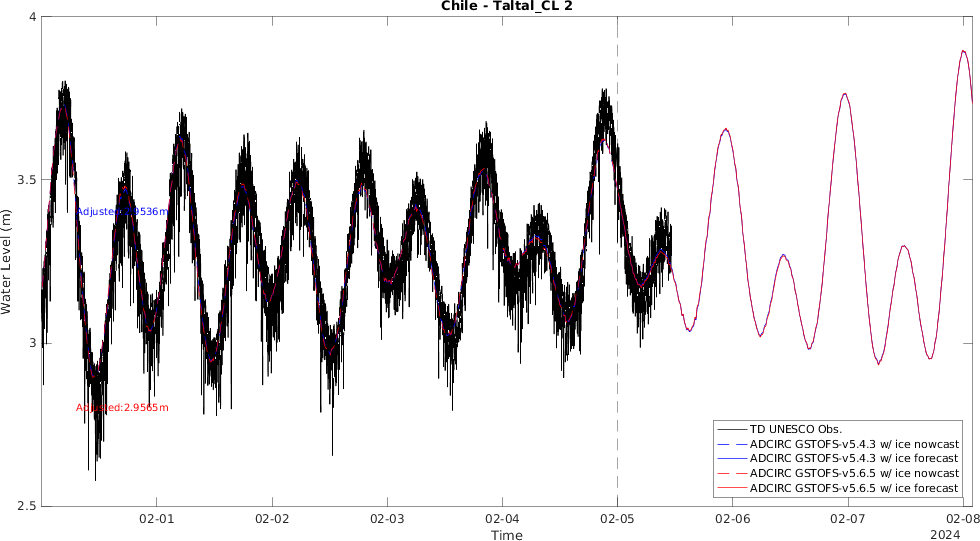 Chile - Taltal_CL 2
4
3.5
3
2.5
Water Level (m)
Adjusted:2.9536m
Adjusted:2.9565m
TD UNESCO Obs.
ADCIRC GSTOFS-v5.4.3 w/ ice nowcast
ADCIRC GSTOFS-v5.4.3 w/ ice forecast
ADCIRC GSTOFS-v5.6.5 w/ ice nowcast
ADCIRC GSTOFS-v5.6.5 w/ ice forecast
02-01 02-02 02-03 02-04 02-05 02-06 02-07 02-08
Time
2024